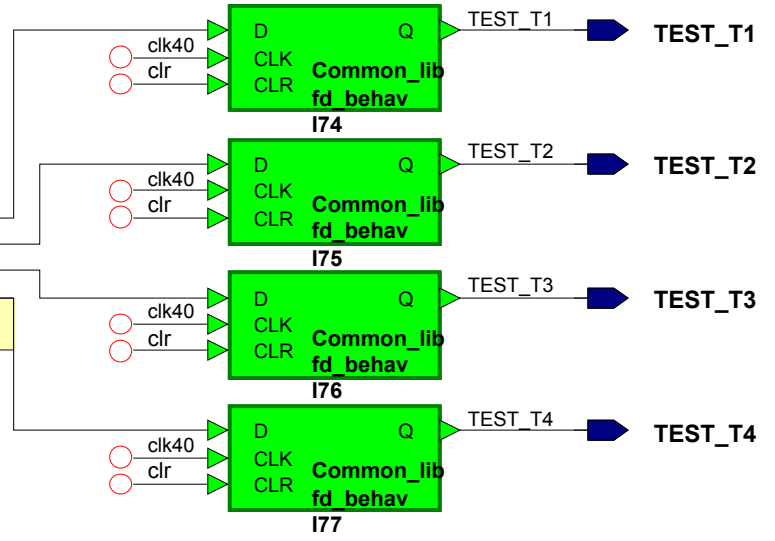 TEST_T1
D Q
clk40
CLK
clr
CLR
Common_lib
fd_behav
I74
TEST_T1
TEST_T2
D Q
clk40
CLK
clr
CLR
Common_lib
fd_behav
I75
TEST_T2
TEST_T3
D Q
clk40
CLK
clr
CLR
Common_lib
fd_behav
I76
TEST_T3
TEST_T4
D Q
clk40
CLK
clr
CLR
Common_lib
fd_behav
I77
TEST_T4